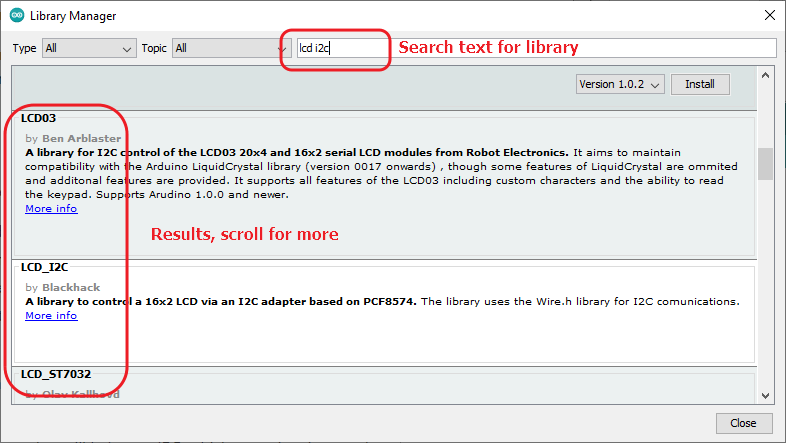 Library Manager
Type All Topic All lcd i2c Search text for library
Version 1.0.2 Install
LCD03
by Ben Arblaster
A library for I2C control of the LCD03 20x4 and 16x2 serial LCD modules from Robot Electronics. It aims to maintain
compatibility with the Arduino LiquidCrystal library (version 0017 onwards) , though some features of LiquidCrystal are ommited
and additonal features are provided. It supports all features of the LCD03 including custom characters and the ability to read
the keypad. Supports Arudino 1.0.0 and newer.
More info
Results, scroll for more
LCD_I2C
by Blackhack
A library to control a 16x2 LCD via an I2C adapter based on PCF8574. The library uses the Wire.h library for I2C comunications.
More info
LCD_ST7032
by Olav Kallhovd
Close